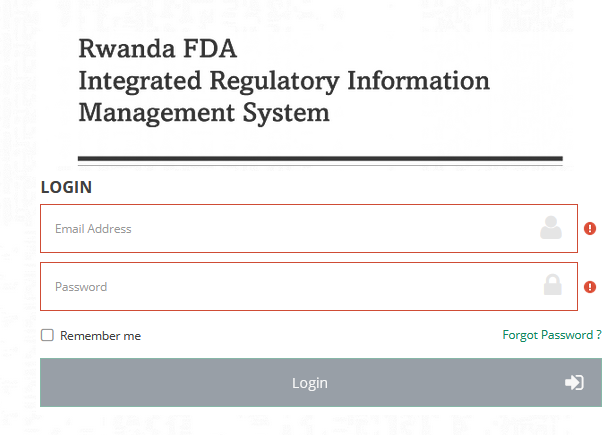 Rwanda FDA
Integrated Regulatory Information
Management System
LOGIN
Email Address
Password
Remember me
Forgot Password ?
Login